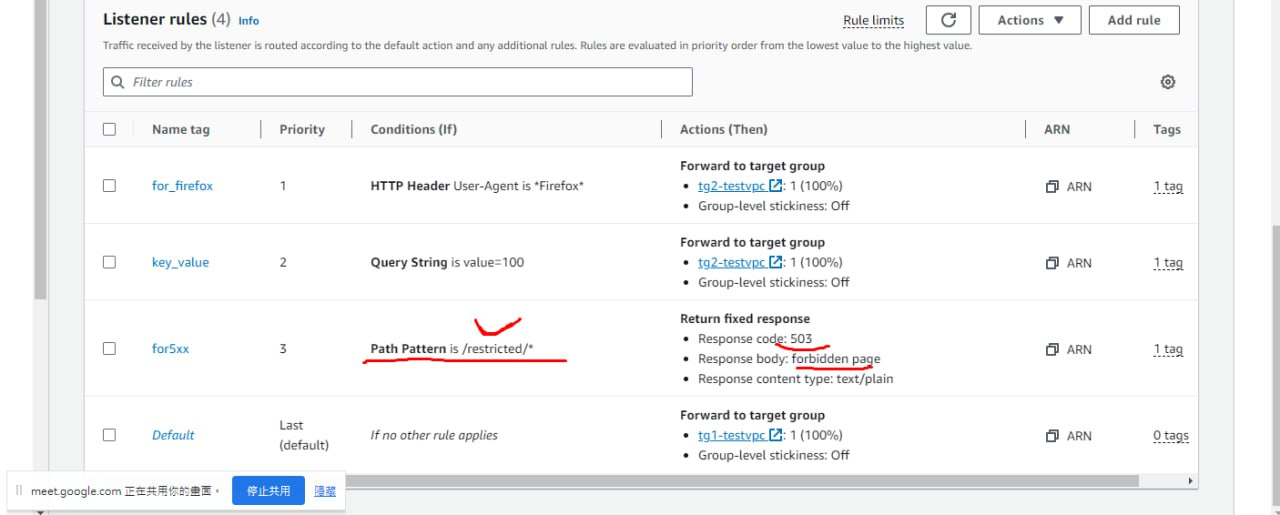 Listener rules (4) Info
Rule limits
Actions
Add rule
Traffic received by the listener is routed according to the default action and any additional rules. Rules are evaluated in priority order from the lowest value to the highest value.
Filter rules
Name tag Priority Conditions (If) Actions (Then) ARN Tags
Forward to target group
for_firefox 1 HTTP Header User-Agent is *Firefox* • tg2-testvpc: 1 (100%) ARN 1 tag
• Group-level stickiness: Off
Forward to target group
key_value 2 Query String is value=100 • tg2-testvpc: 1 (100%) ARN 1 tag
• Group-level stickiness: Off
Return fixed response
• Response code: 503
for5xx 3 Path Pattern is /restricted/* • Response body: forbidden page ARN 1 tag
• Response content type: text/plain
Forward to target group
Default Last (default) If no other rule applies • tg1-testvpc: 1 (100%) ARN 0 tags
• Group-level stickiness: Off
meet.google.com 正在共用你的畫面。 停止共用 隱藏